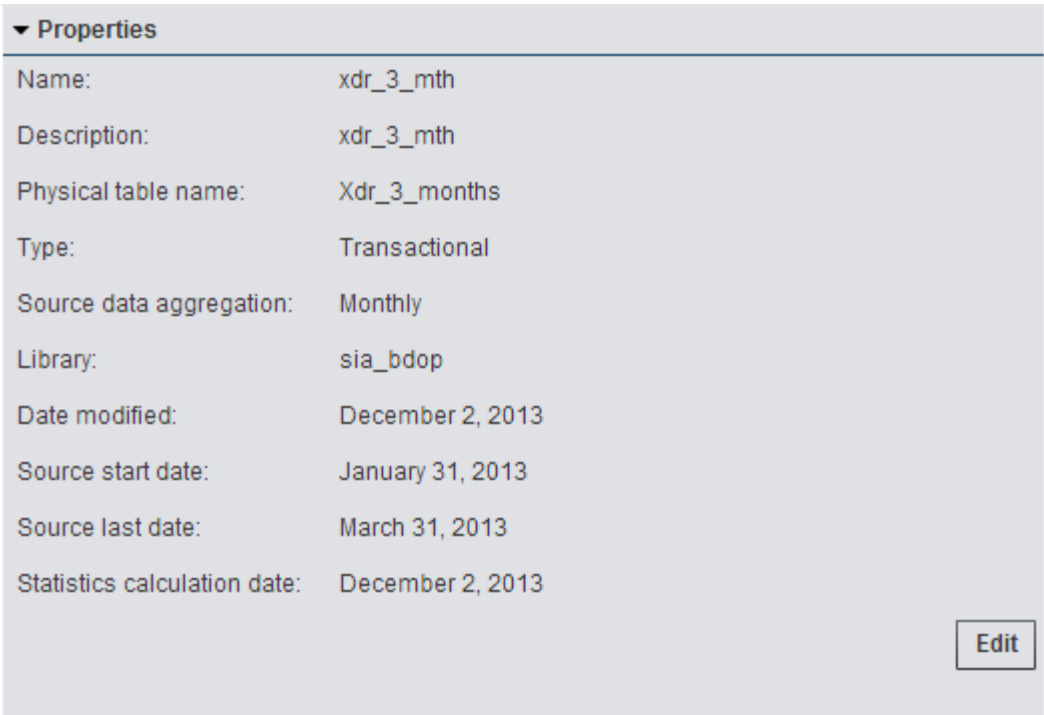 Properties
Name: xdr_3_mth
Description: xdr_3_mth
Physical table name: Xdr_3_months
Type: Transactional
Source data aggregation: Monthly
Library: sia_bdop
Date modified: December 2, 2013
Source start date: January 31, 2013
Source last date: March 31, 2013
Statistics calculation date: December 2, 2013
Edit